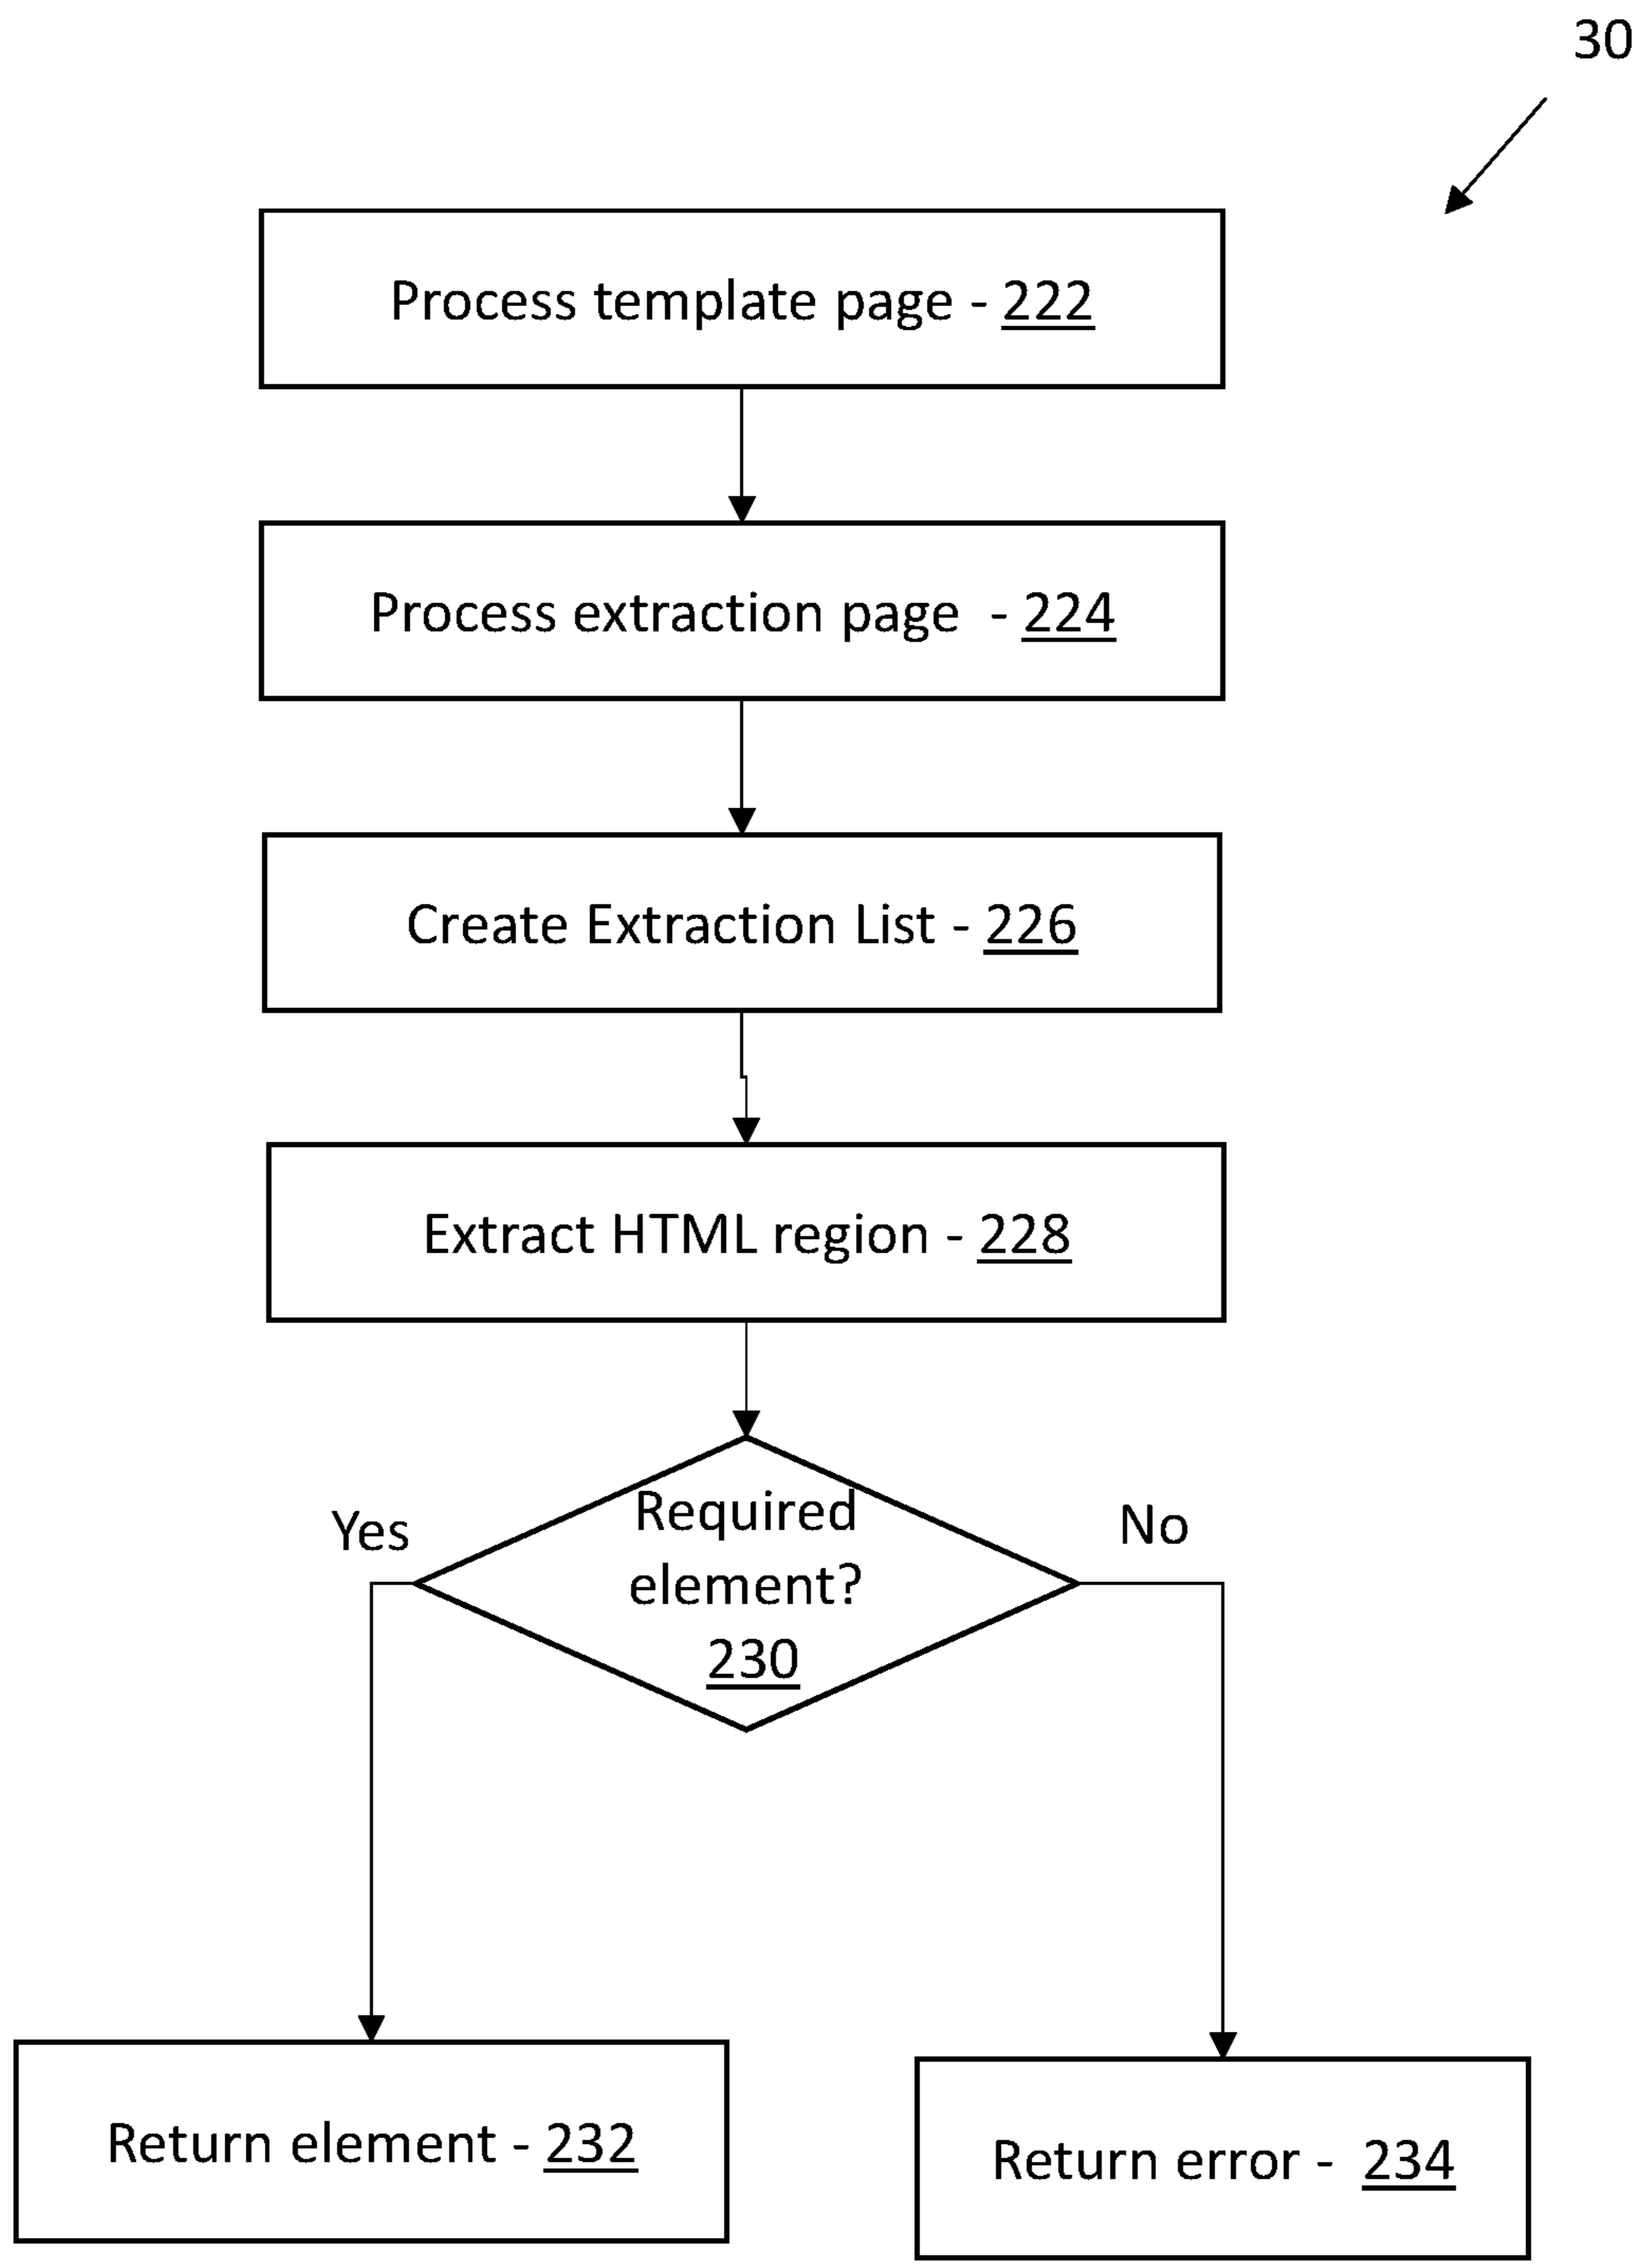 30
Process template page - 222
Process extraction page - 224
Create Extraction List - 226
Extract HTML region - 228
Yes
Required
No
element?
230
Return element - 232
Return error - 234